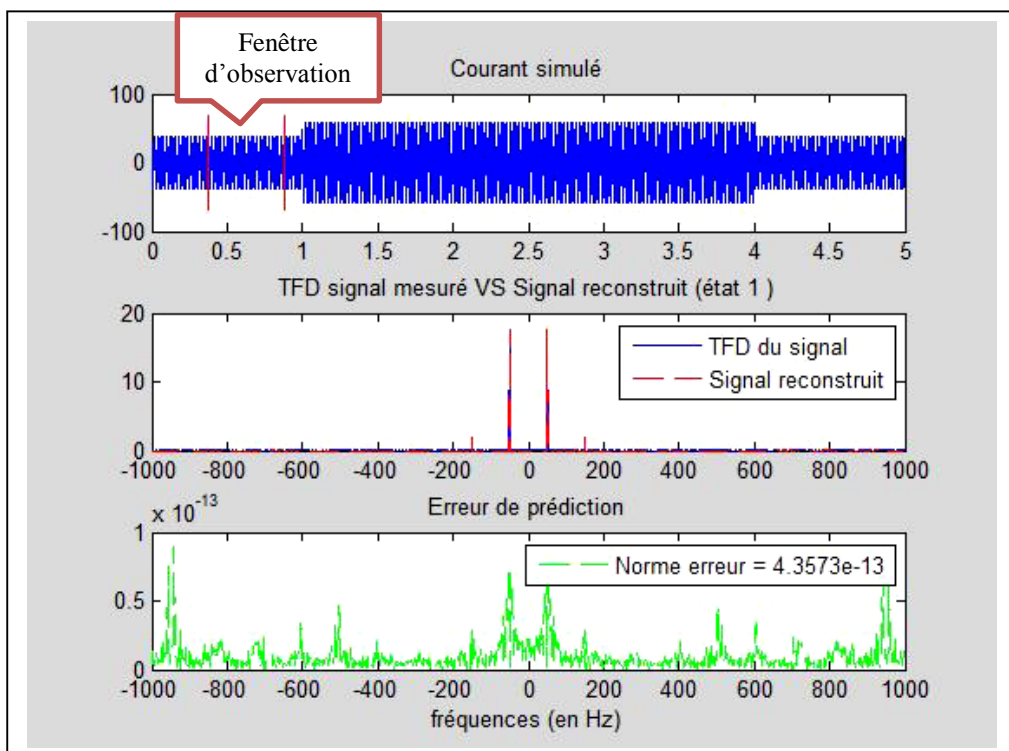 Fenêtre
d'observation
Courant simulé
100
0
-100
0 0.5 1 1.5 2 2.5 3 3.5 4 4.5 5
TFD signal mesuré VS Signal reconstruit (état 1 )
20
10
0
TFD du signal
Signal reconstruit
-1000 -800 -600 -400 -200 0 200 400 600 800 1000
x 10-13
Erreur de prédiction
1
0.5
0
Norme erreur = 4.3573e-13
-1000 -800 -600 -400 -200 0 200 400 600 800 1000
fréquences (en Hz)